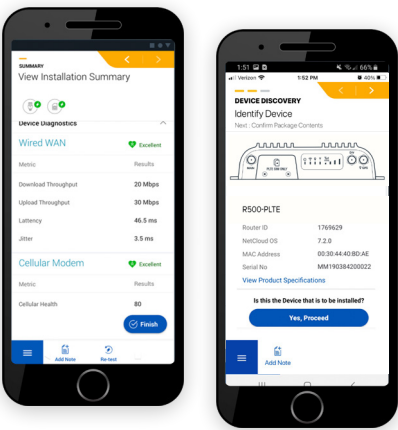 SUMMARY
View Installation Summary
Device Diagnostics
Wired WAN Excellent
Metric Results
Download Throughput 20 Mbps
Upload Throughput 30 Mbps
Lattency 46.5 ms
Jitter 3.5 ms
Cellular Modem Excellent
Metric Results
Cellular Health 80
Finish
Add Note Re-test
1:51 66%
Verizon 1:52 PM 40%
DEVICE DISCOVERY
Identify Device
Next : Confirm Package Contents
R500-PLTE
Router ID 1769629
NetCloud OS 7.2.0
MAC Address 00:30:44:40:BD:AE
Serial No MM190384200022
View Product Specifications
Is this the Device that is to be installed?
Yes, Proceed
Add Note